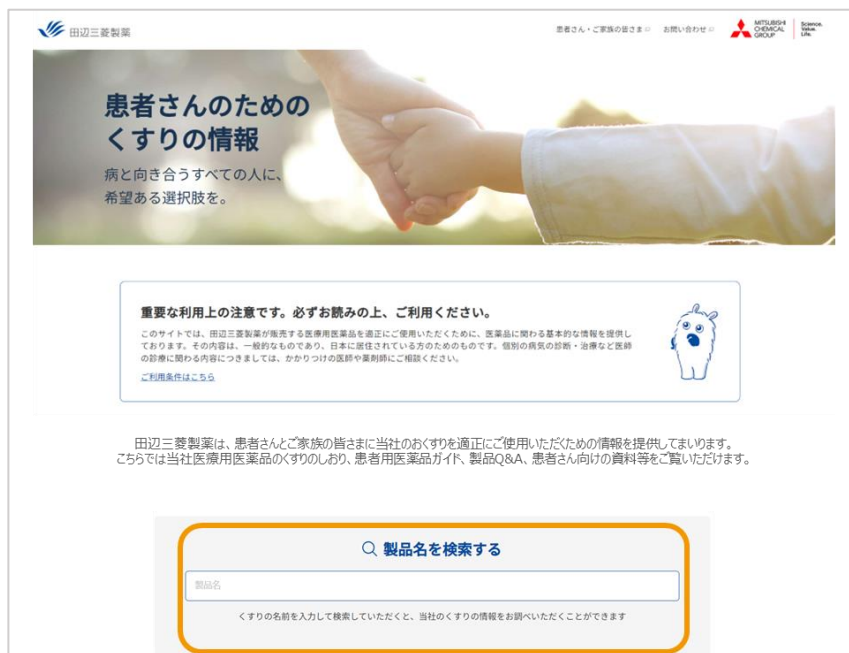 田辺三菱製薬
患者さん・ご家族の皆さま
お問い合わせ
MITSUBISHI
CHEMICAL
GROUP
Science.
Value.
Life.
患者さんのための
くすりの情報
病と向き合うすべての人に、
希望ある選択肢を。
重要な利用上の注意です。必ずお読みの上、ご利用ください。
このサイトでは、田辺三菱製薬が販売する医療用医薬品を適正にご使用いただくために、医薬品に関わる基本的な情報を提供し
ております。その内容は、一般的なものであり、日本に居住されている方のためのものです。個別の病気の診断・治療など医師
の診療に関わる内容につきましては、かかりつけの医師や薬剤師にご相談ください。
ご利用条件はこちら
田辺三菱製薬は、患者さんとご家族の皆さまに当社のおくすりを適正にご使用いただくための情報を提供してまいります。
こちらでは当社医療用医薬品のくすりのしおり、患者用医薬品ガイド、製品Q&A、患者さん向けの資料等をご覧いただけます。
製品名を検索する
製品名
くすりの名前を入力して検索していただくと、当社のくすりの情報をお調べいただくことができます